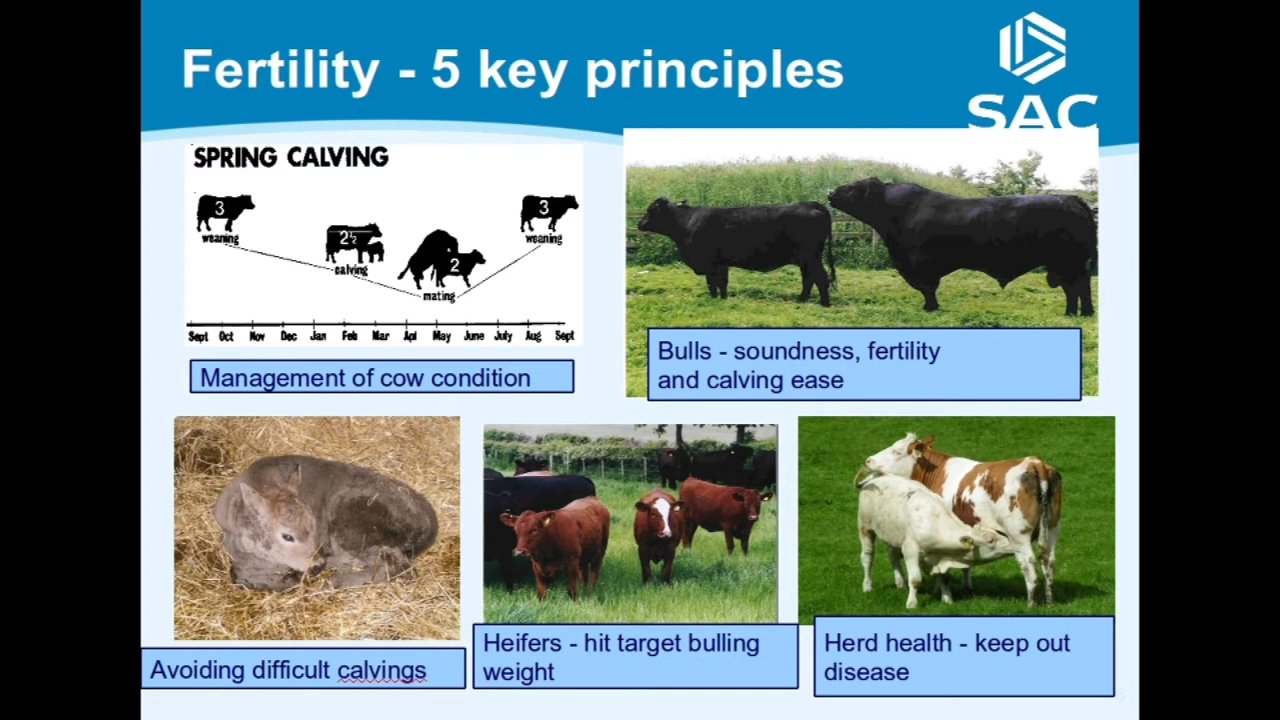 Fertility - 5 key principles
SAC
SPRING CALVING
3
3
weaning
2½
weaning
calving
2
mating
Sept Oct Nov Dec Jan Feb Mar Apl May June July Aug Sept
Management of cow condition
Bulls - soundness, fertility
and calving ease
Avoiding difficult calvings
Heifers - hit target bulling
weight
Herd health - keep out
disease